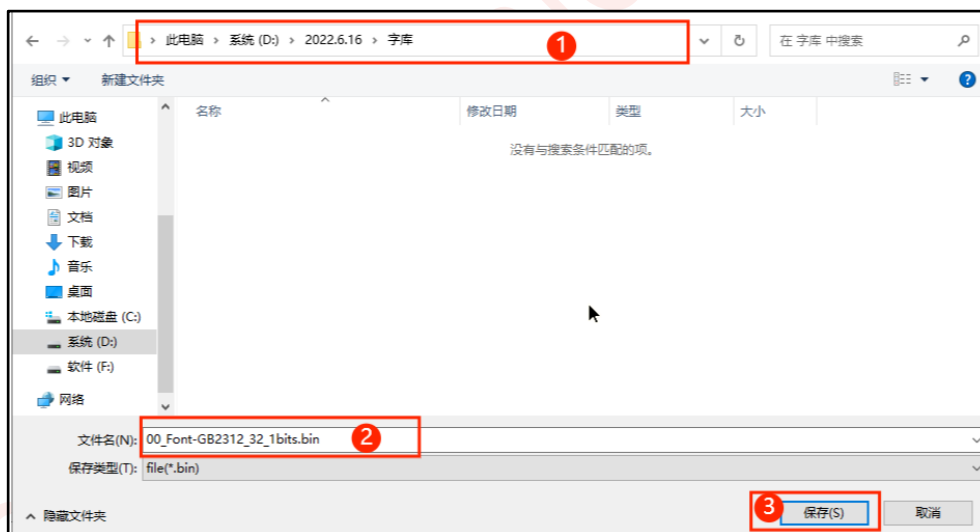 此电脑 › 系统 (D:) › 2022.6.16 › 字库
1
在 字库 中搜索
组织 新建文件夹
?
名称 修改日期 类型 大小
没有与搜索条件匹配的项。
此电脑
3D 对象
视频
图片
文档
下载
音乐
桌面
本地磁盘 (C:)
系统 (D:)
软件 (F:)
网络
文件名(N): 00_Font-GB2312_32_1bits.bin
2
保存类型(T): file(*.bin)
隐藏文件夹
3
保存(S)
取消